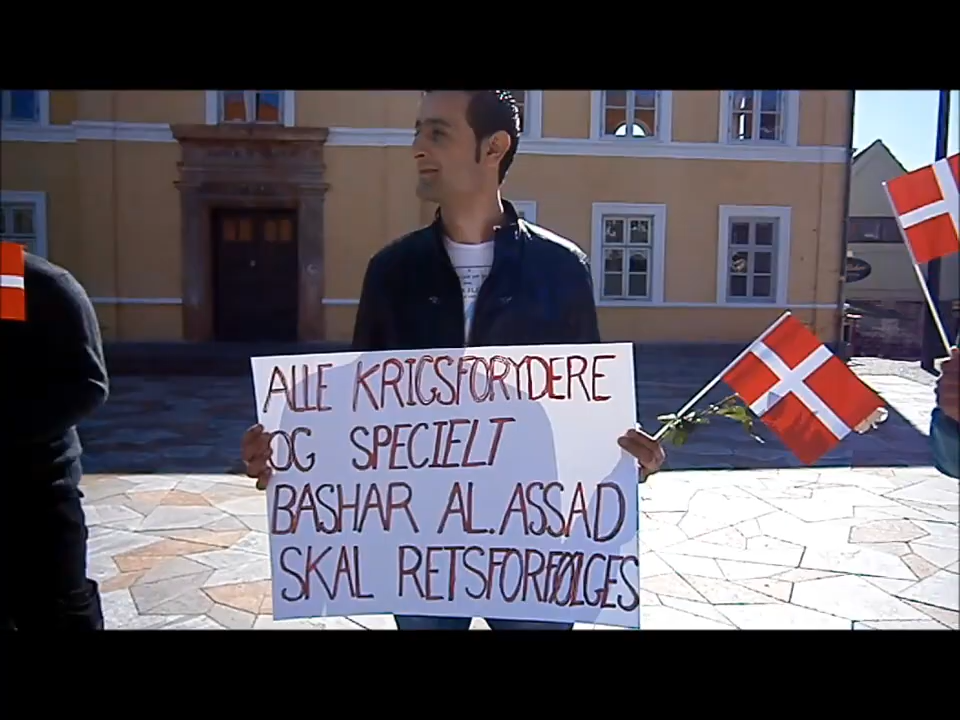 ALLE KRIGSFORYDERE
OG SPECIELT
BASHAR AL.ASSAD
SKAL RETSFORFØLGES